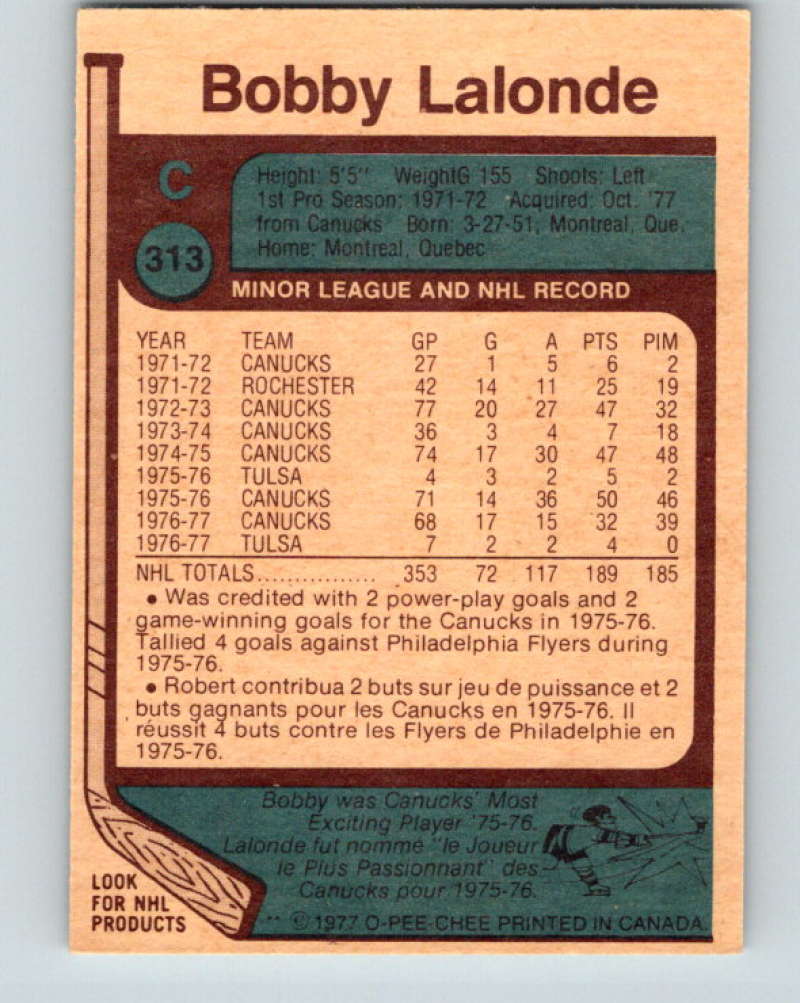 Bobby Lalonde
C
313
Height: 5'5" WeightG 155 Shoots: Left
1st Pro Season: 1971-72 Acquired: Oct. '77
from Canucks Born: 3-27-51, Montreal, Que.
Home: Montreal, Quebec
MINOR LEAGUE AND NHL RECORD
YEAR TEAM GP G A PTS PIM
1971-72 CANUCKS 27 1 5 6 2
1971-72 ROCHESTER 42 14 11 25 19
1972-73 CANUCKS 77 20 27 47 32
1973-74 CANUCKS 36 3 4 7 18
1974-75 CANUCKS 74 17 30 47 48
1975-76 TULSA 4 3 2 5 2
1975-76 CANUCKS 71 14 36 50 46
1976-77 CANUCKS 68 17 15 32 39
1976-77 TULSA 7 2 2 4 0
NHL TOTALS................ 353 72 117 189 185
• Was credited with 2 power-play goals and 2
game-winning goals for the Canucks in 1975-76.
Tallied 4 goals against Philadelphia Flyers during
1975-76.
• Robert contribua 2 buts sur jeu de puissance et 2
buts gagnants pour les Canucks en 1975-76. Il
réussit 4 buts contre les Flyers de Philadelphie en
1975-76.
Bobby was Canucks' Most
Exciting Player '75-76.
Lalonde fut nommé "le Joueur
le Plus Passionnant" des
Canucks pour 1975-76.
LOOK
FOR NHL
PRODUCTS
** © 1977 O-PEE-CHEE PRINTED IN CANADA